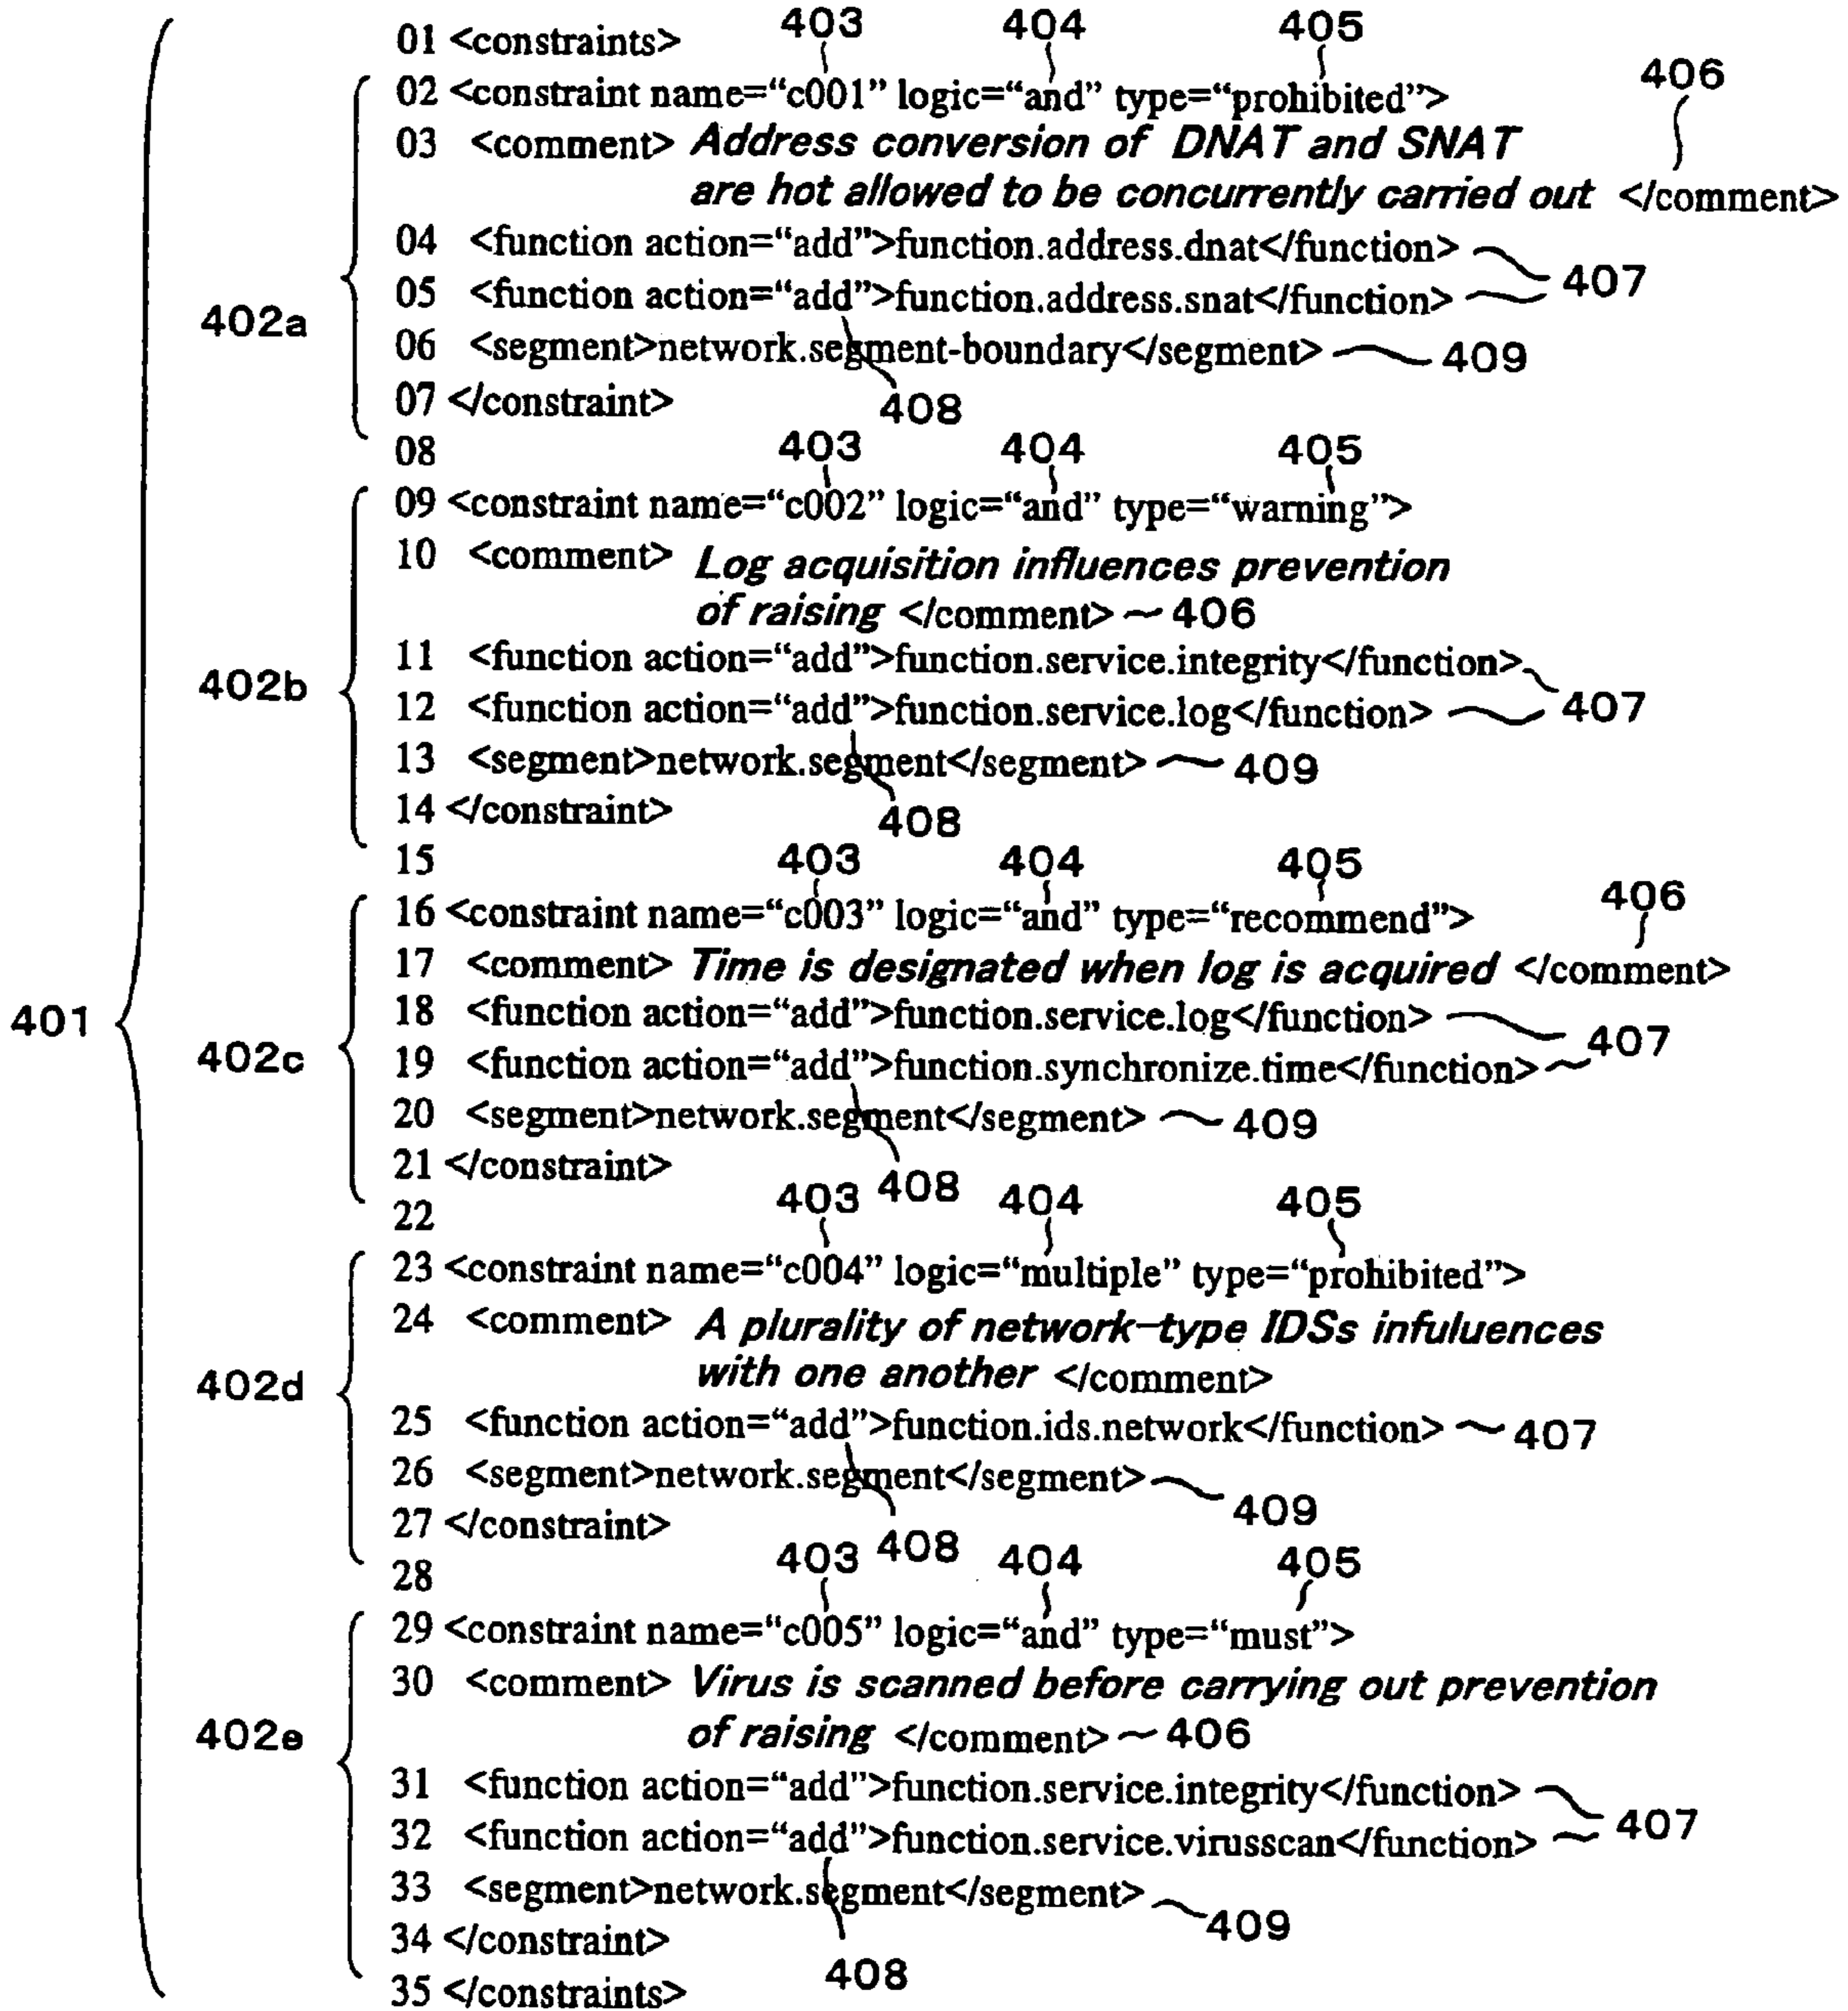 403 404 405
01 <constraints>
406
02 <constraint name=“c001” logic=“and” type=“prohibited”>
03 <comment> Address conversion of DNAT and SNAT
are hot allowed to be concurrently carried out </comment>
04 <function action=“add”>function.address.dnat</function>
407
05 <function action=“add”>function.address.snat</function>
402a
06 <segment>network.segment-boundary</segment> 409
07 </constraint> 408
08 403 404 405
09 <constraint name=“c002” logic=“and” type=“warning”>
10 <comment> Log acquisition influences prevention
of raising </comment> 406
11 <function action=“add”>function.service.integrity</function>
402b
12 <function action=“add”>function.service.log</function> 407
13 <segment>network.segment</segment> 409
14 </constraint> 408
15 403 404 405
406
16 <constraint name=“c003” logic=“and” type=“recommend”>
17 <comment> Time is designated when log is acquired </comment>
18 <function action=“add”>function.service.log</function>
401
407
402c
19 <function action=“add”>function.synchronize.time</function>
20 <segment>network.segment</segment> 409
21 </constraint> 408
22 403 404 405
23 <constraint name=“c004” logic=“multiple” type=“prohibited”>
24 <comment> A plurality of network-type IDSs infuluences
with one another </comment>
402d
25 <function action=“add”>function.ids.network</function> 407
26 <segment>network.segment</segment> 409
27 </constraint> 408
28 403 404 405
29 <constraint name=“c005” logic=“and” type=“must”>
30 <comment> Virus is scanned before carrying out prevention
of raising </comment> 406
402e
31 <function action=“add”>function.service.integrity</function>
407
32 <function action=“add”>function.service.virusscan</function>
33 <segment>network.segment</segment> 409
34 </constraint>
408
35 </constraints>